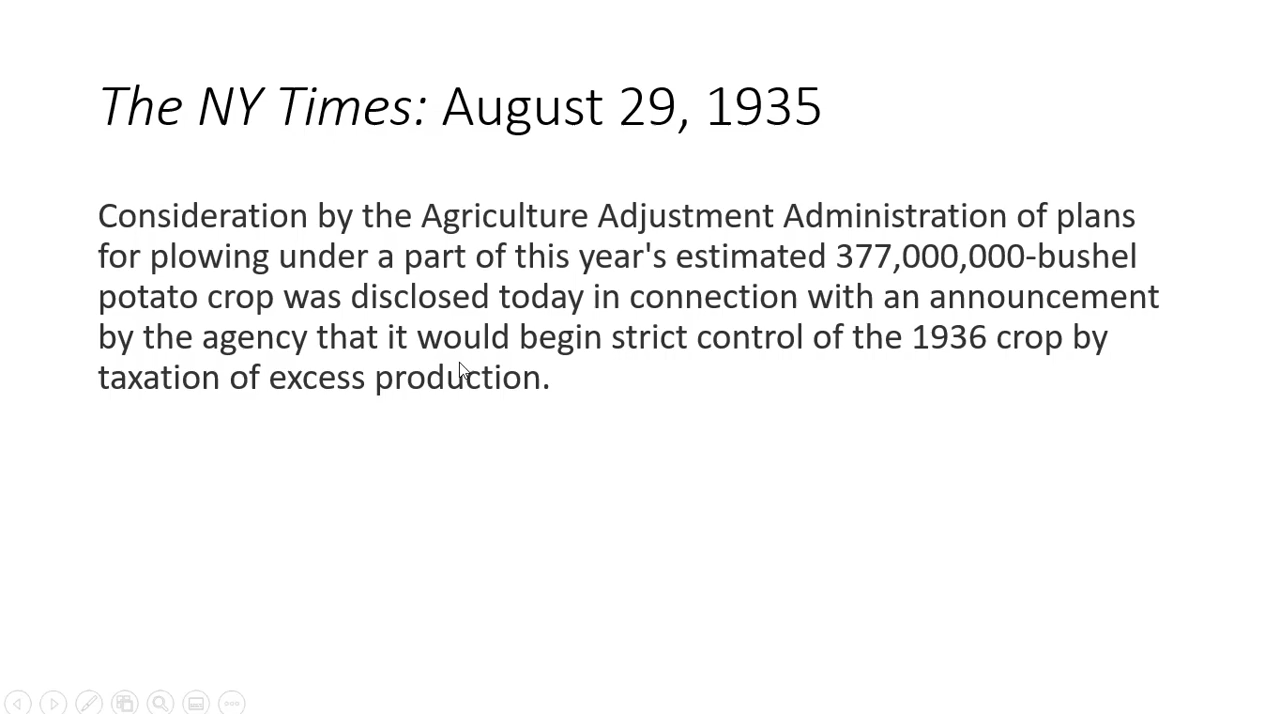 The NY Times: August 29, 1935
Consideration by the Agriculture Adjustment Administration of plans
for plowing under a part of this year's estimated 377,000,000-bushel
potato crop was disclosed today in connection with an announcement
by the agency that it would begin strict control of the 1936 crop by
taxation of excess production.